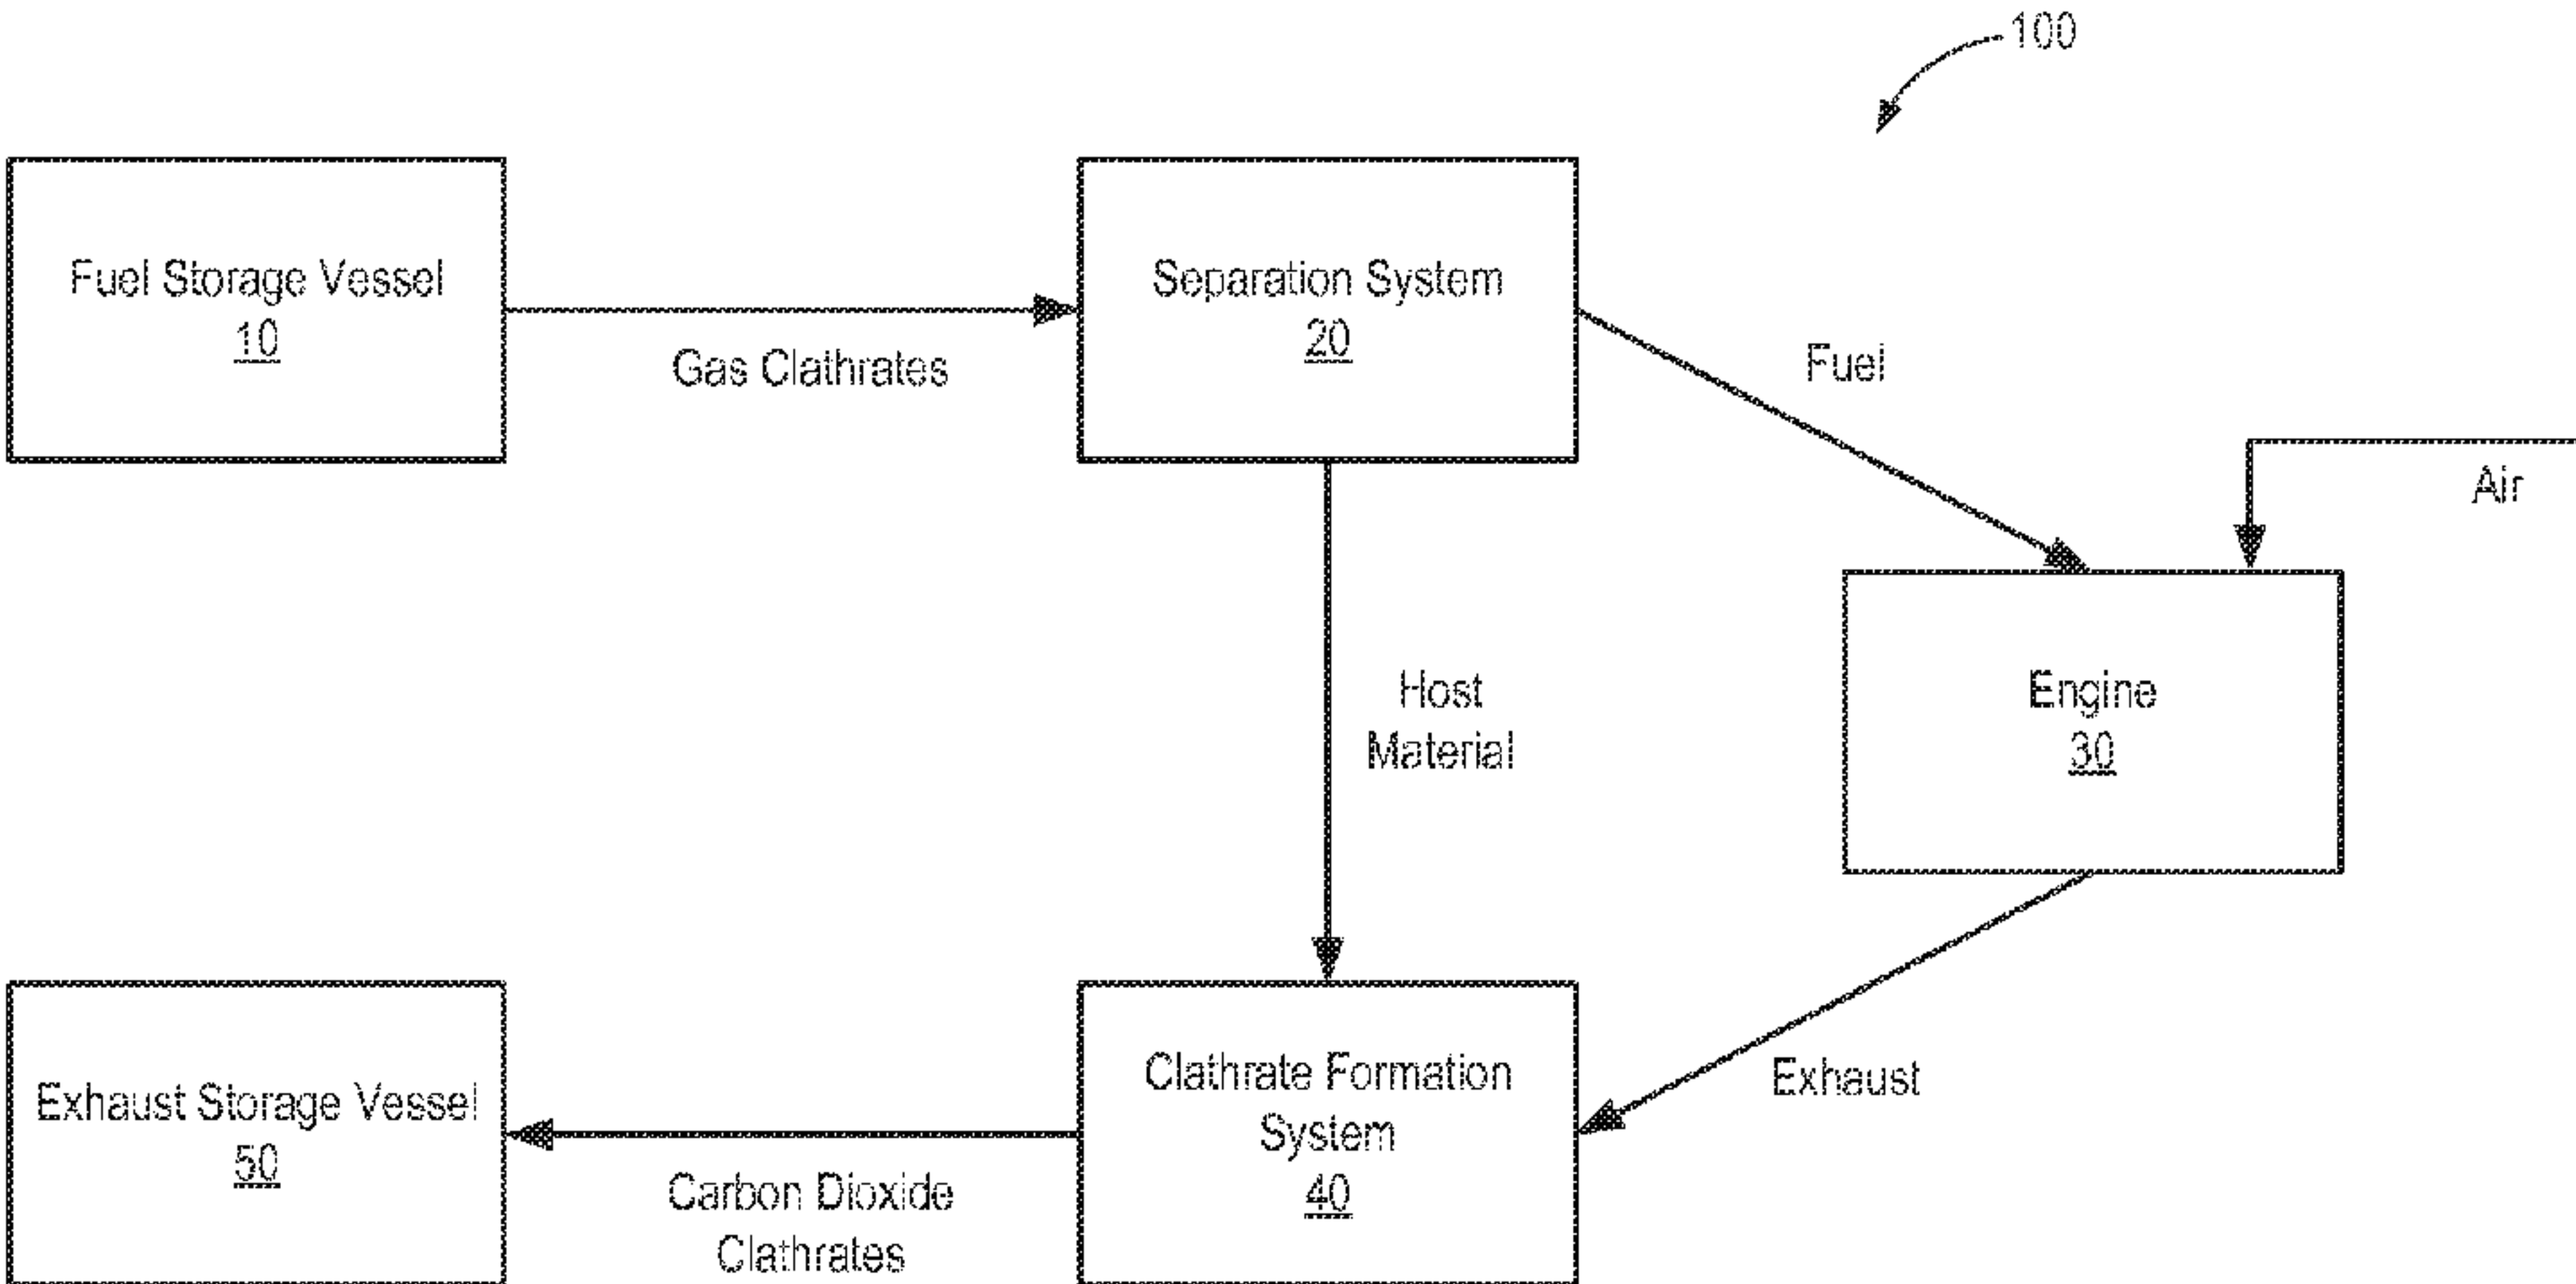 100
Fuel Storage Vessel
10
Gas Clathrates
Separation System
20
Fuel
Air
Host
Material
Engine
30
Exhaust Storage Vessel
50
Carbon Dioxide
Clathrates
Clathrate Formation
System
40
Exhaust